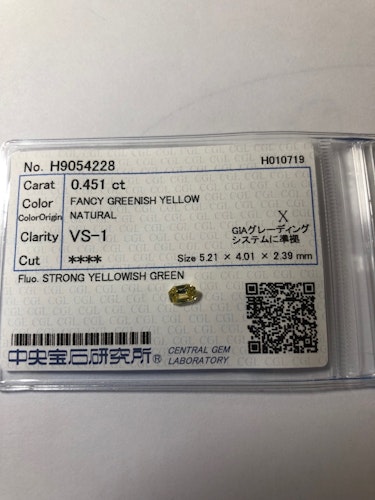 No. H9054228 H010719
Carat 0.451 ct
Color FANCY GREENISH YELLOW
ColorOrigin NATURAL X
Clarity VS-1 GIAグレーディング
システムに準拠
Cut **** Size 5.21 × 4.01 × 2.39 mm
Fluo. STRONG YELLOWISH GREEN
中央宝石研究所® CENTRAL GEM
LABORATORY